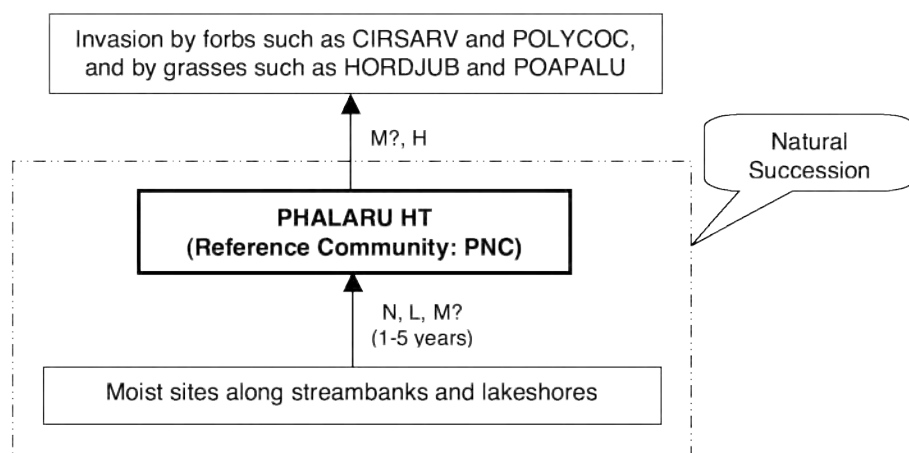 Invasion by forbs such as CIRSARV and POLYCOC,
and by grasses such as HORDJUB and POAPALU
M?, H
Natural
Succession
PHALARU HT
(Reference Community: PNC)
N, L, M?
(1-5 years)
Moist sites along streambanks and lakeshores